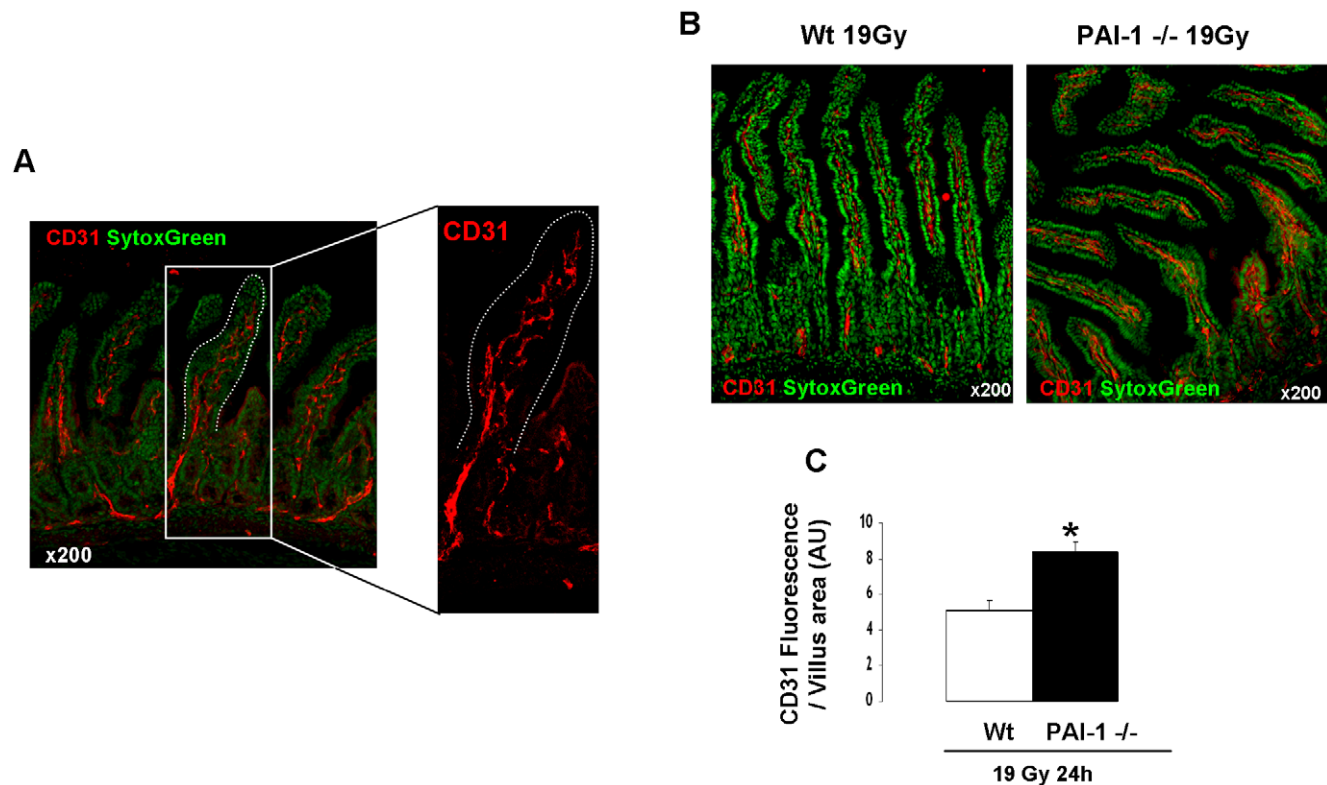 A
CD31 SytoxGreen
x200
CD31
B
Wt 19Gy
PAI-1 -/- 19Gy
CD31 SytoxGreen
x200
CD31 SytoxGreen
x200
C
CD31 Fluorescence
/ Villus area (AU)
10
8
6
4
2
0
*
Wt
PAI-1 -/-
19 Gy 24h